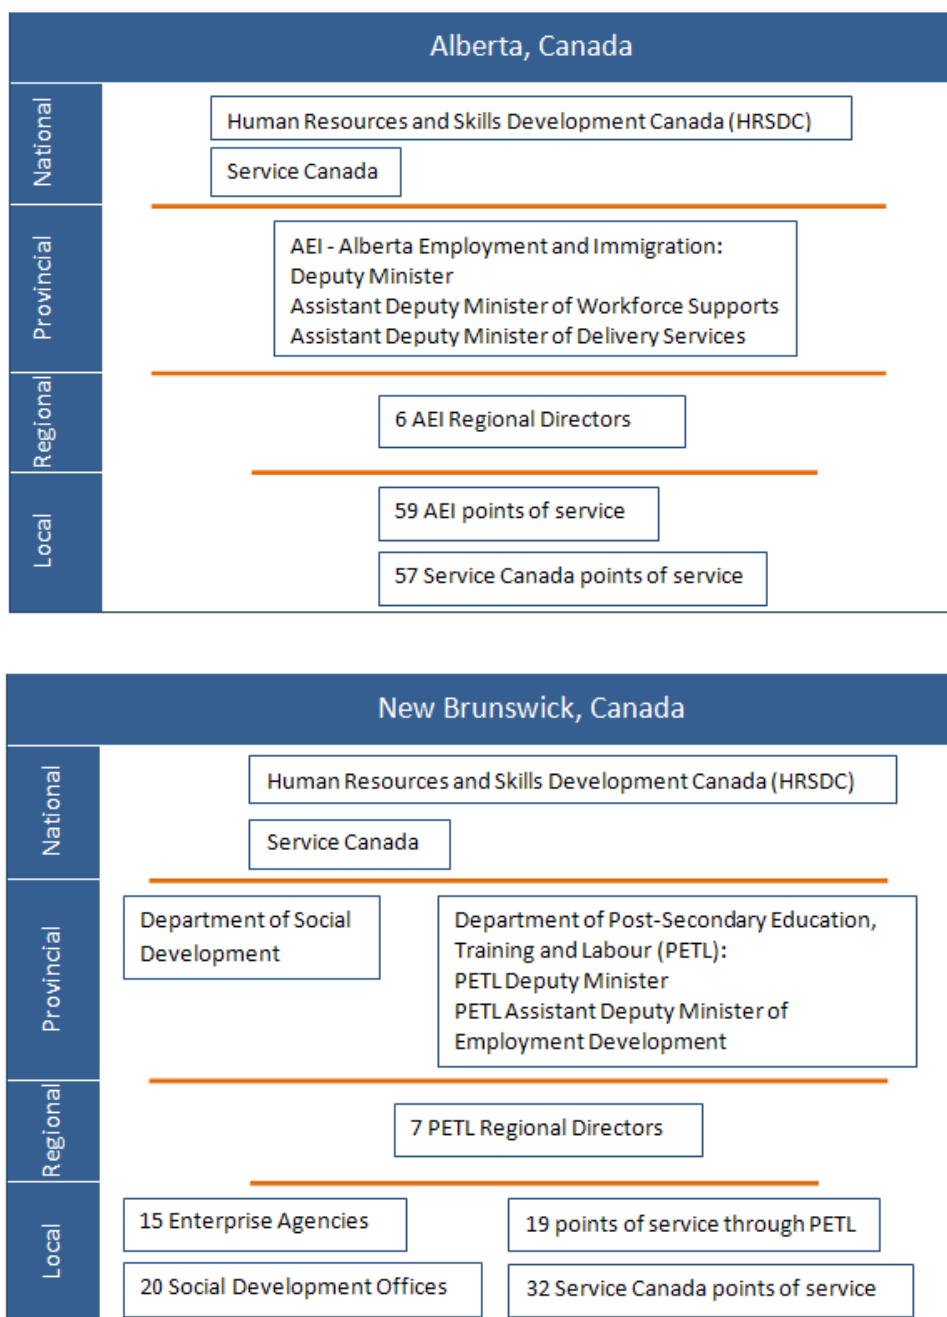 Alberta, Canada
National
Human Resources and Skills Development Canada (HRSDC)
Service Canada
Provincial
AEI - Alberta Employment and Immigration:
Deputy Minister
Assistant Deputy Minister of Workforce Supports
Assistant Deputy Minister of Delivery Services
Regional
6 AEI Regional Directors
Local
59 AEI points of service
57 Service Canada points of service
New Brunswick, Canada
National
Human Resources and Skills Development Canada (HRSDC)
Service Canada
Provincial
Department of Social
Development
Department of Post-Secondary Education,
Training and Labour (PETL):
PETL Deputy Minister
PETL Assistant Deputy Minister of
Employment Development
Regional
7 PETL Regional Directors
Local
15 Enterprise Agencies
19 points of service through PETL
20 Social Development Offices
32 Service Canada points of service